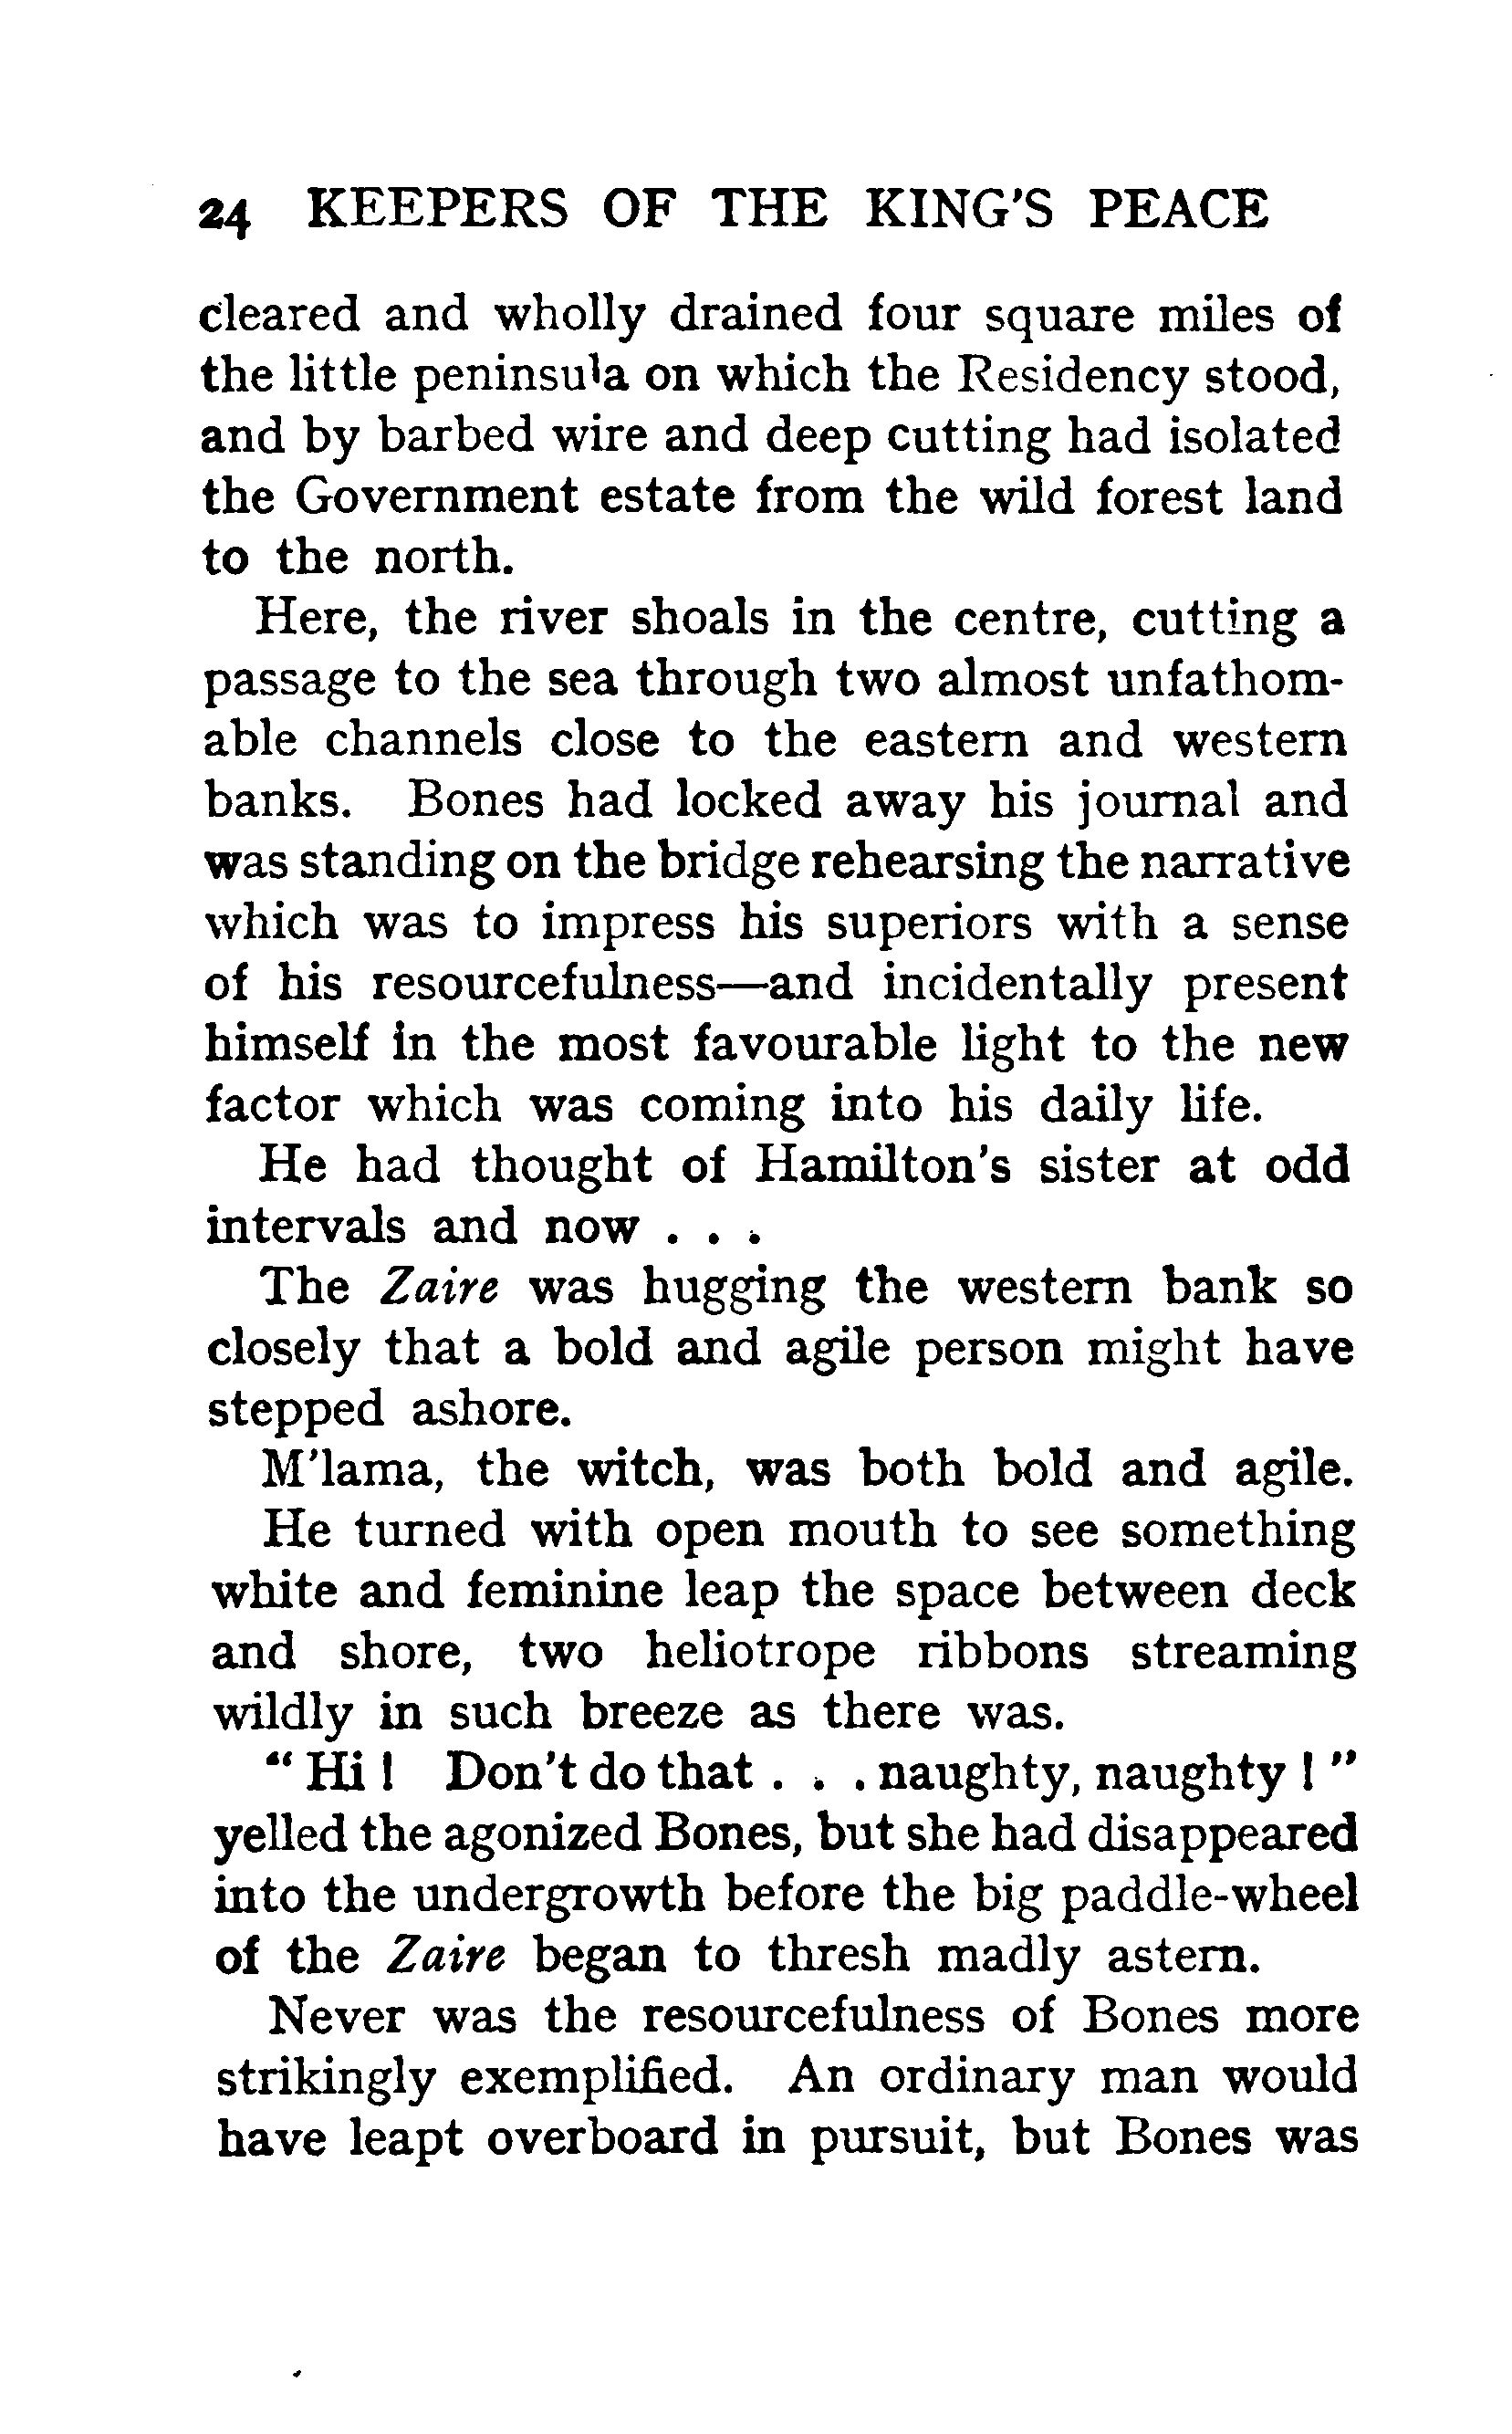 24 KEEPERS OF THE KING'S PEACE
cleared and wholly drained four square miles of
the little peninsula on which the Residency stood,
and by barbed wire and deep cutting had isolated
the Government estate from the wild forest land
to the north.
Here, the river shoals in the centre, cutting a
passage to the sea through two almost unfathom-
able channels close to the eastern and western
banks. Bones had locked away his journal and
was standing on the bridge rehearsing the narrative
which was to impress his superiors with a sense
of his resourcefulness—and incidentally present
himself in the most favourable light to the new
factor which was coming into his daily life.
He had thought of Hamilton's sister at odd
intervals and now . . .
The Zaire was hugging the western bank so
closely that a bold and agile person might have
stepped ashore.
M'lama, the witch, was both bold and agile.
He turned with open mouth to see something
white and feminine leap the space between deck
and shore, two heliotrope ribbons streaming
wildly in such breeze as there was.
" Hi ! Don't do that . . . naughty, naughty ! "
yelled the agonized Bones, but she had disappeared
into the undergrowth before the big paddle-wheel
of the Zaire began to thresh madly astern.
Never was the resourcefulness of Bones more
strikingly exemplified. An ordinary man would
have leapt overboard in pursuit, but Bones was